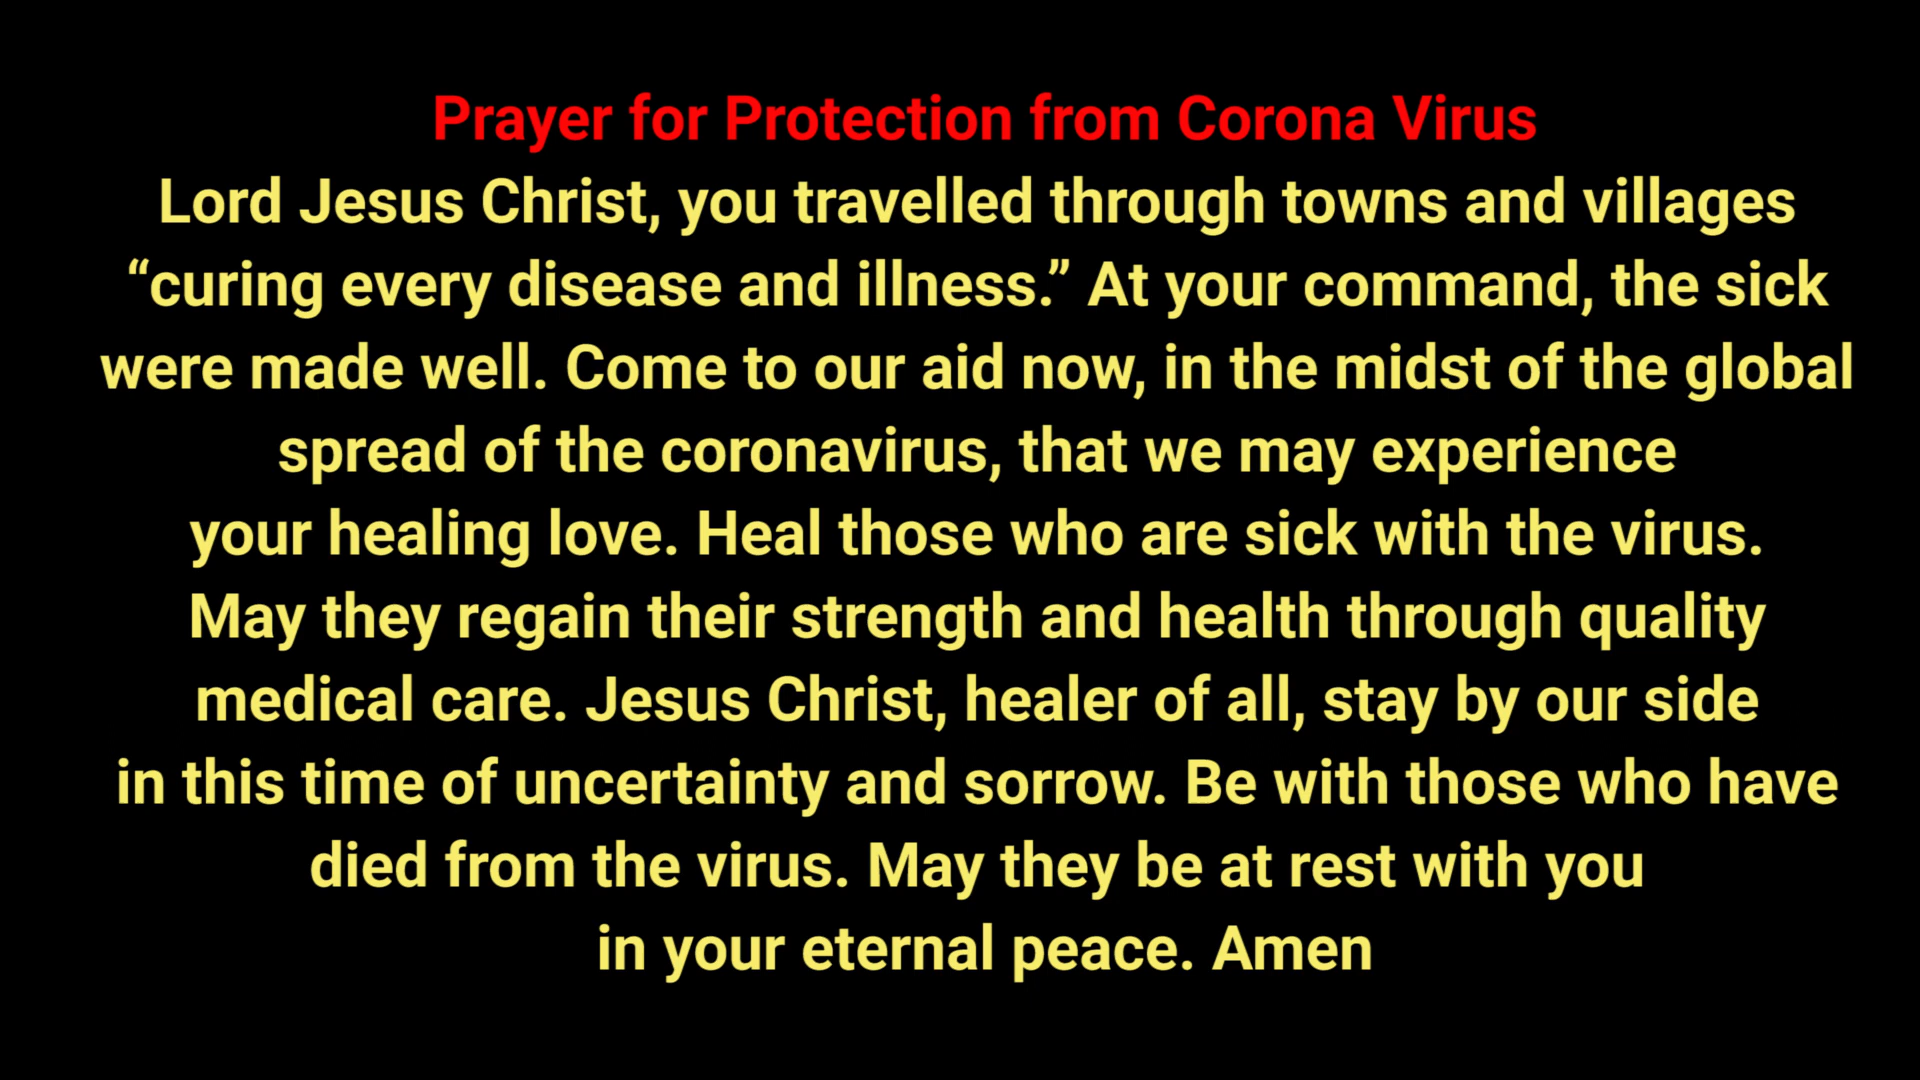 Prayer for Protection from Corona Virus
Lord Jesus Christ, you travelled through towns and villages
“curing every disease and illness.” At your command, the sick
were made well. Come to our aid now, in the midst of the global
spread of the coronavirus, that we may experience
your healing love. Heal those who are sick with the virus.
May they regain their strength and health through quality
medical care. Jesus Christ, healer of all, stay by our side
in this time of uncertainty and sorrow. Be with those who have
died from the virus. May they be at rest with you
in your eternal peace. Amen